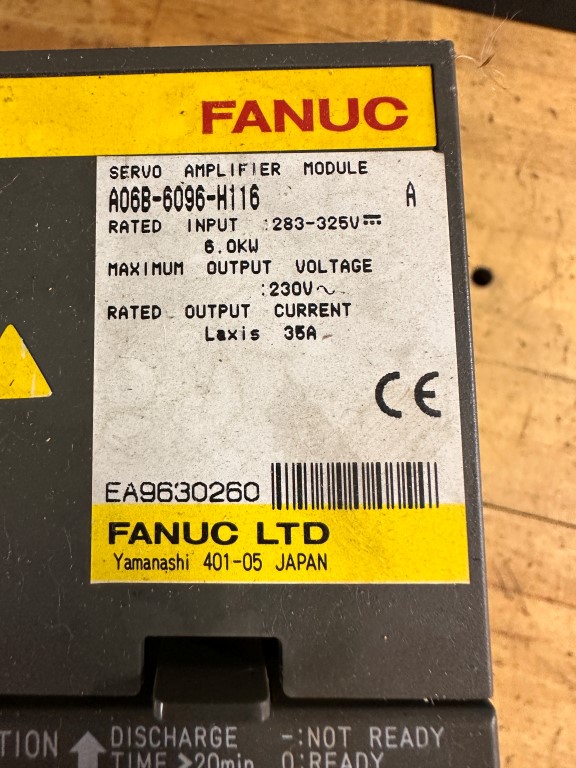 FANUC
SERVO AMPLIFIER MODULE
A06B-6096-H116 A
RATED INPUT :283-325V⎓
6.0KW
MAXIMUM OUTPUT VOLTAGE
:230V~
RATED OUTPUT CURRENT
Laxis 35A
CE
EA9630260
FANUC LTD
Yamanashi 401-05 JAPAN
DISCHARGE -:NOT READY
TIME >20min 0:READY